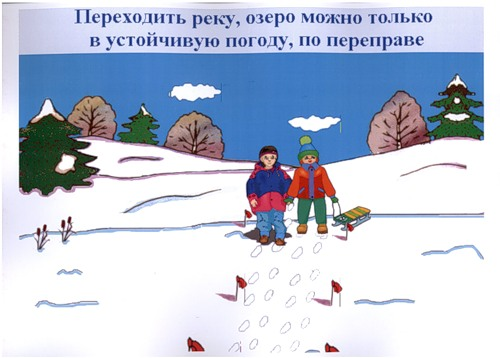 Переходить реку, озеро можно только
в устойчивую погоду, по переправе